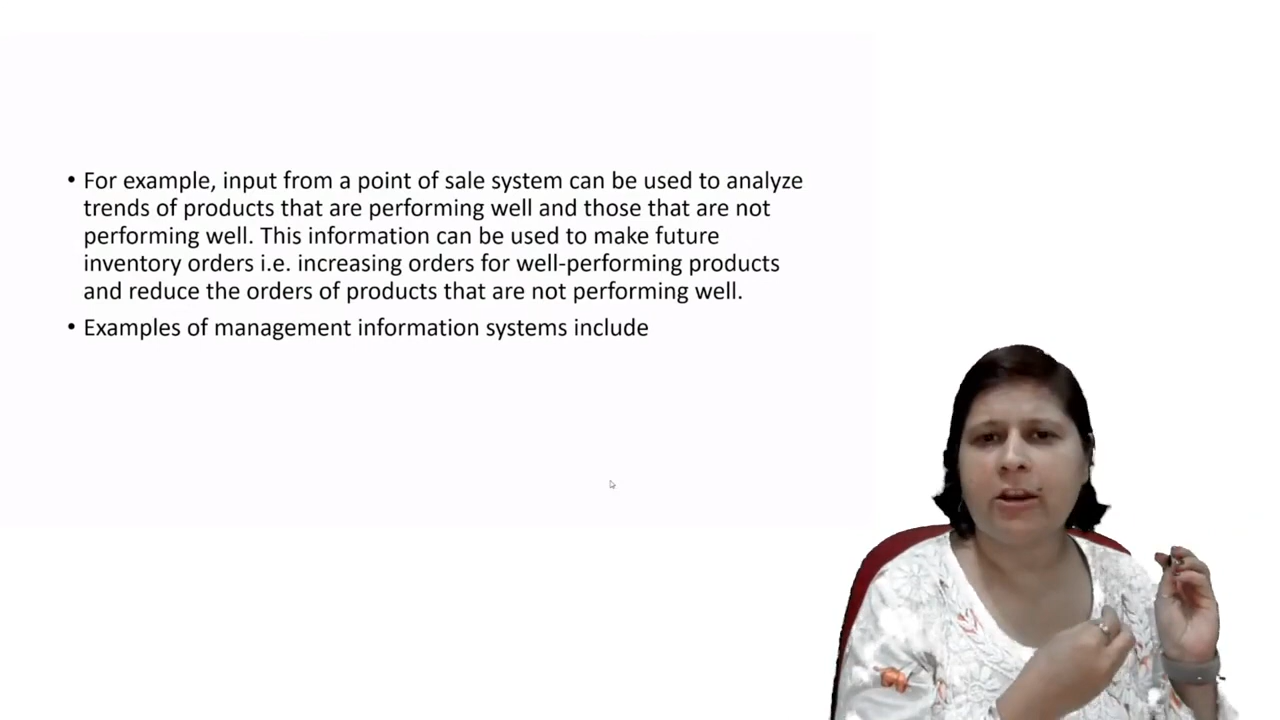 • For example, input from a point of sale system can be used to analyze
trends of products that are performing well and those that are not
performing well. This information can be used to make future
inventory orders i.e. increasing orders for well-performing products
and reduce the orders of products that are not performing well.
• Examples of management information systems include